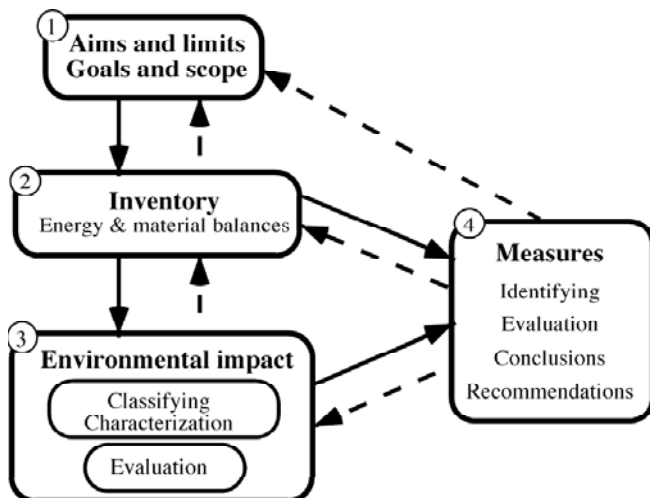 1
Aims and limits
Goals and scope
2
Inventory
Energy & material balances
3
Environmental impact
Classifying
Characterization
Evaluation
4
Measures
Identifying
Evaluation
Conclusions
Recommendations